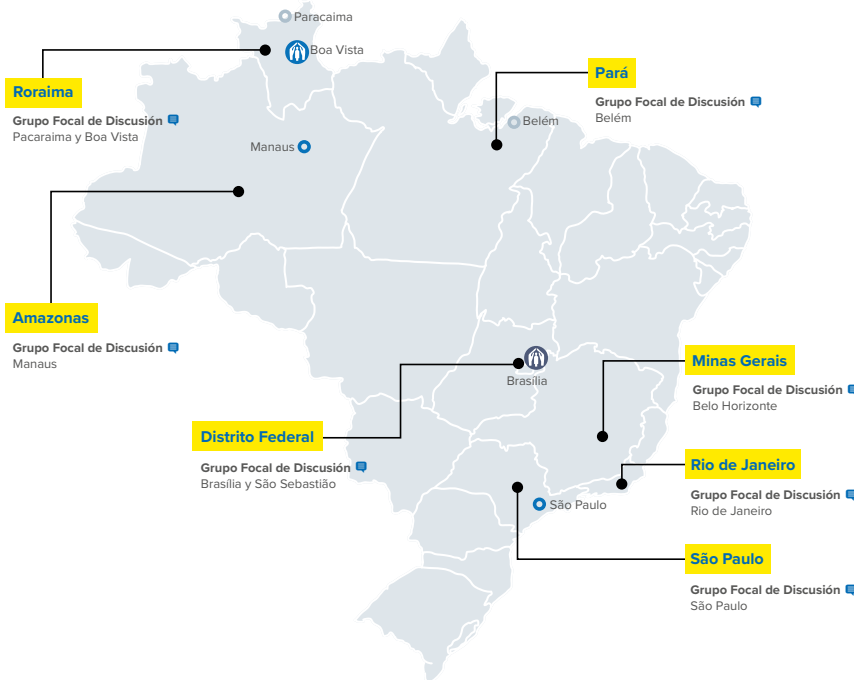 Paracaima
Boa Vista
Roraima
Grupo Focal de Discusión
Pacaraima y Boa Vista
Pará
Grupo Focal de Discusión
Belém
Belém
Manaus
Amazonas
Grupo Focal de Discusión
Manaus
Brasília
Distrito Federal
Grupo Focal de Discusión
Brasília y São Sebastião
Minas Gerais
Grupo Focal de Discusión
Belo Horizonte
Rio de Janeiro
Grupo Focal de Discusión
Rio de Janeiro
São Paulo
São Paulo
Grupo Focal de Discusión
São Paulo